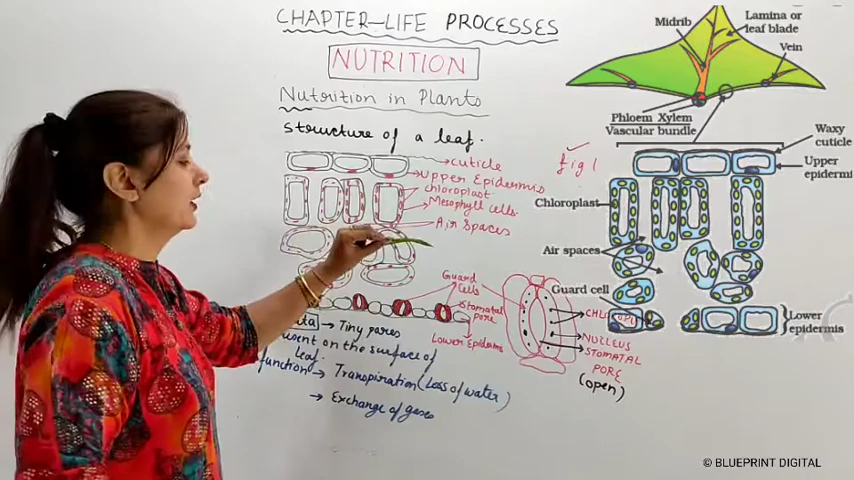 CHAPTER-LIFE PROCESSES
NUTRITION
Nutrition in Plants
Structure of a leaf.
cuticle
Upper Epidermis
chloroplast
Mesophyll cells.
Air Spaces
Guard cells
Stomatal pore
Lower Epidermis
fig 1
→ Tiny pores
on the surface of
leaf.
function → Transpiration (Loss of water)
→ Exchange of gases
NUCLEUS
STOMATAL
PORE
(open)
Midrib
Lamina or
leaf blade
Vein
Phloem Xylem
Vascular bundle
Waxy
cuticle
Upper
epidermi
Chloroplast
Air spaces
Guard cell
Lower
epidermis
© BLUEPRINT DIGITAL